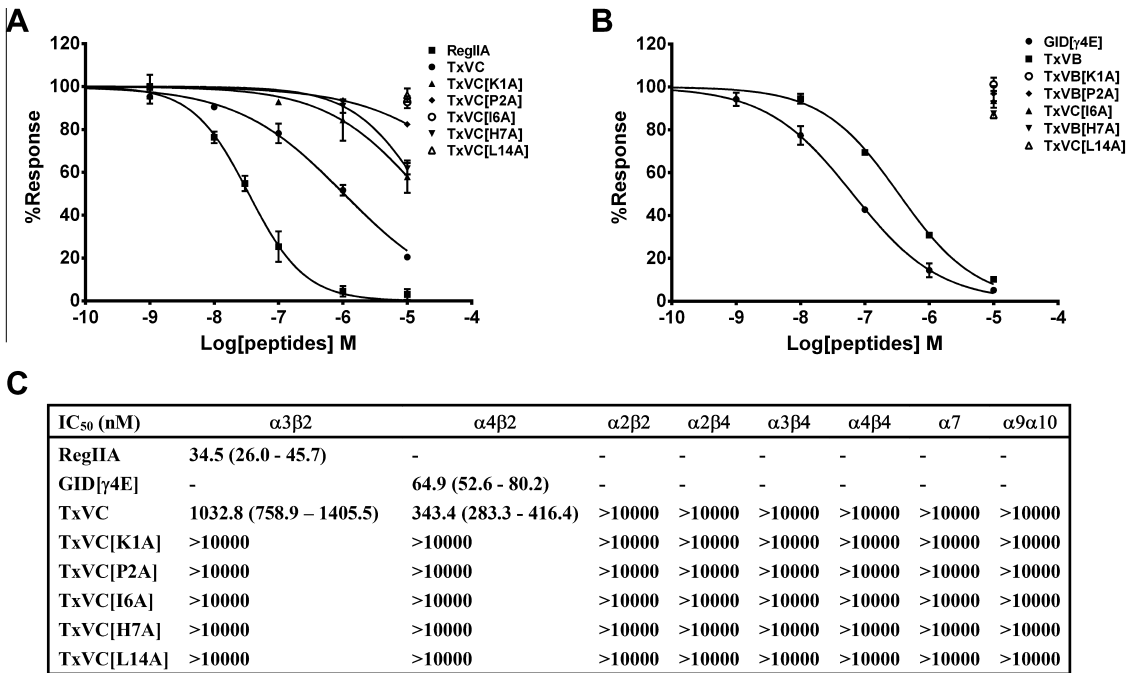 A
120
100
80
60
40
20
0
%Response
-10 -9 -8 -7 -6 -5 -4
Log[peptides] M
RegIIA
TxVC
TxVC[K1A]
TxVC[P2A]
TxVC[I6A]
TxVC[H7A]
TxVC[L14A]
B
120
100
80
60
40
20
0
%Response
-10 -9 -8 -7 -6 -5 -4
Log[peptides] M
GID[γ4E]
TxVB
TxVB[K1A]
TxVB[P2A]
TxVC[I6A]
TxVB[H7A]
TxVC[L14A]
C
IC50 (nM) α3β2 α4β2 α2β2 α2β4 α3β4 α4β4 α7 α9α10
RegIIA 34.5 (26.0 - 45.7) - - - - - - -
GID[γ4E] - 64.9 (52.6 - 80.2) - - - - - -
TxVC 1032.8 (758.9 – 1405.5) 343.4 (283.3 - 416.4) >10000 >10000 >10000 >10000 >10000 >10000
TxVC[K1A] >10000 >10000 >10000 >10000 >10000 >10000 >10000 >10000
TxVC[P2A] >10000 >10000 >10000 >10000 >10000 >10000 >10000 >10000
TxVC[I6A] >10000 >10000 >10000 >10000 >10000 >10000 >10000 >10000
TxVC[H7A] >10000 >10000 >10000 >10000 >10000 >10000 >10000 >10000
TxVC[L14A] >10000 >10000 >10000 >10000 >10000 >10000 >10000 >10000